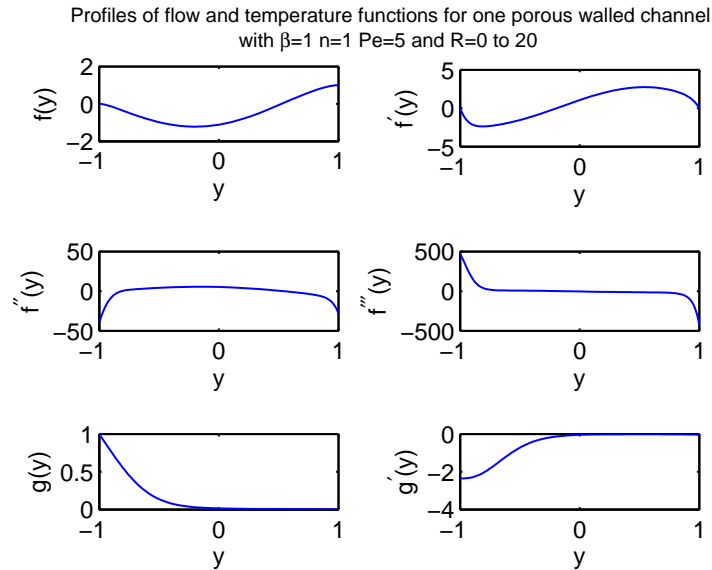 Profiles of flow and temperature functions for one porous walled channel
with β=1 n=1 Pe=5 and R=0 to 20
2
0
−2
f(y)
−1 0 1
y
5
0
−5
f′(y)
−1 0 1
y
50
0
−50
f′′(y)
−1 0 1
y
500
0
−500
f′′′(y)
−1 0 1
y
1
0.5
0
g(y)
−1 0 1
y
0
−2
−4
g′(y)
−1 0 1
y